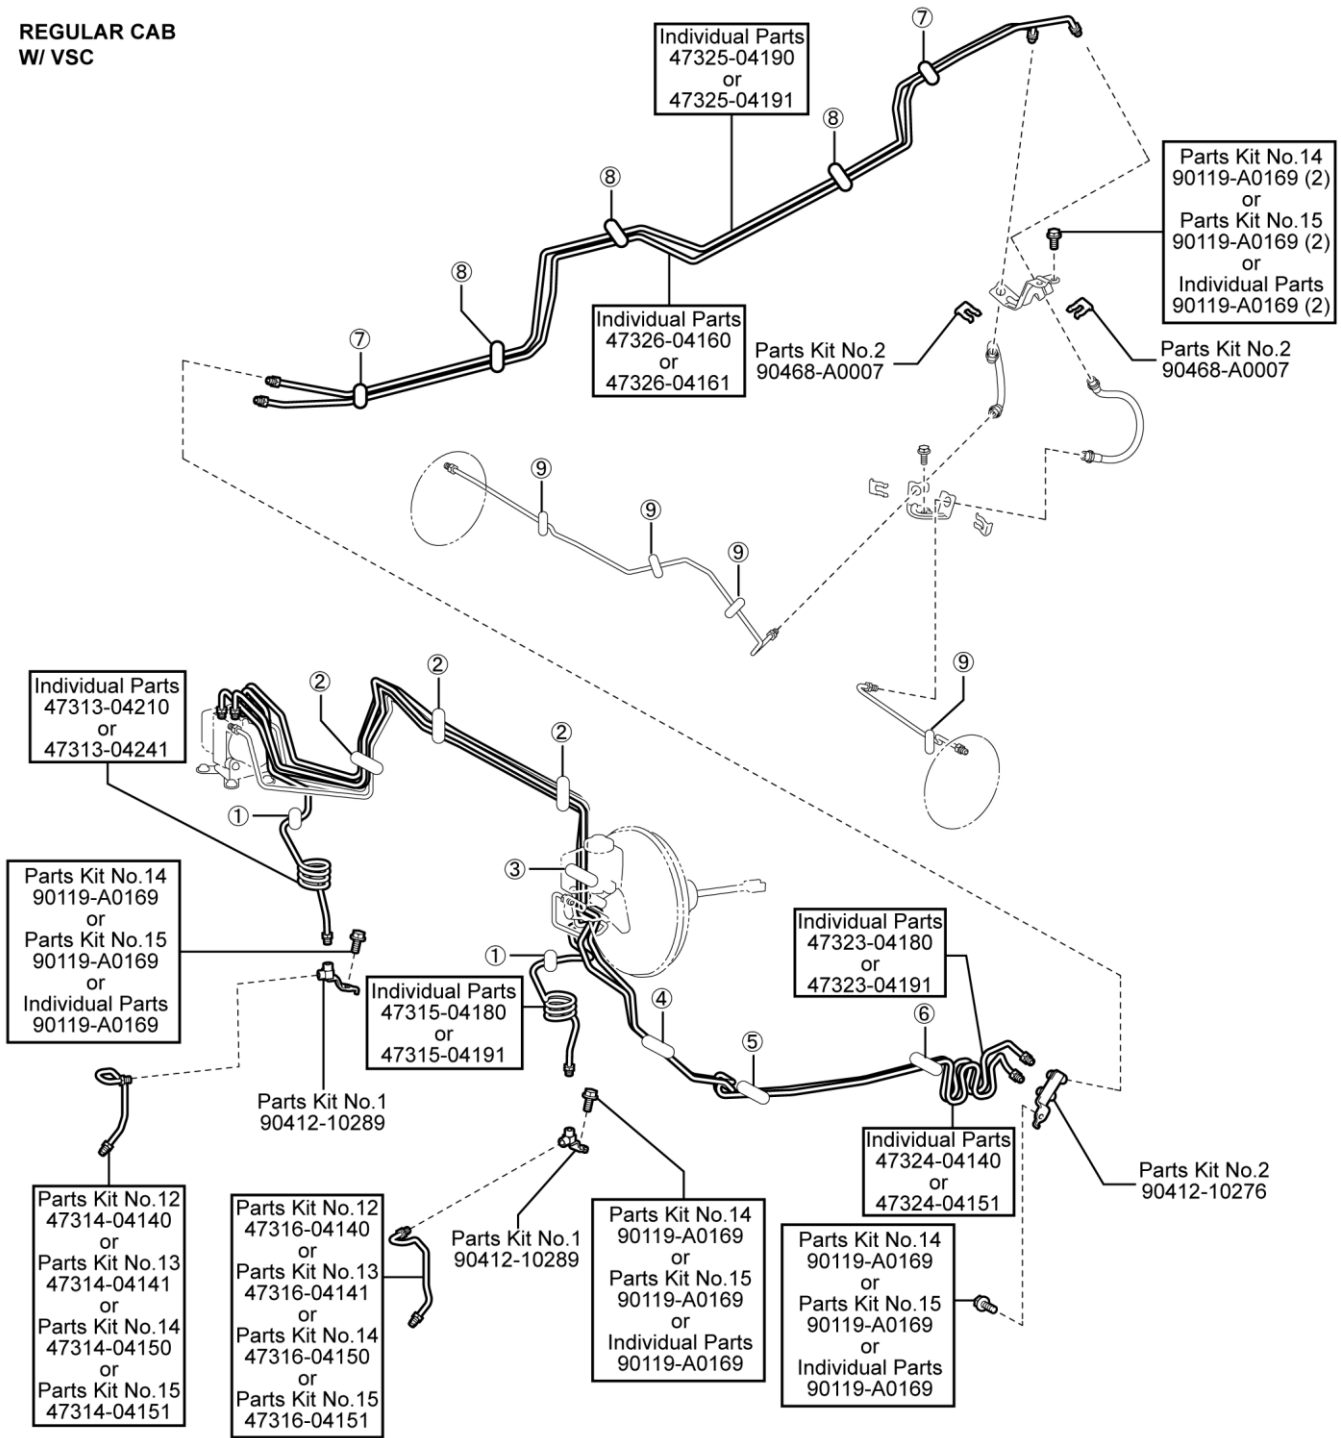 REGULAR CAB
W/ VSC
⑦
Individual Parts
47325-04190
or
47325-04191
⑧
⑧
⑧
⑦
Parts Kit No.14
90119-A0169 (2)
or
Parts Kit No.15
90119-A0169 (2)
or
Individual Parts
90119-A0169 (2)
Individual Parts
47326-04160
or
47326-04161
Parts Kit No.2
90468-A0007
Parts Kit No.2
90468-A0007
⑨
⑨
⑨
⑨
Individual Parts
47313-04210
or
47313-04241
②
②
②
①
③
Parts Kit No.14
90119-A0169
or
Parts Kit No.15
90119-A0169
or
Individual Parts
90119-A0169
①
Individual Parts
47315-04180
or
47315-04191
Individual Parts
47323-04180
or
47323-04191
④
⑤
⑥
Parts Kit No.1
90412-10289
Individual Parts
47324-04140
or
47324-04151
Parts Kit No.2
90412-10276
Parts Kit No.12
47314-04140
or
Parts Kit No.13
47314-04141
or
Parts Kit No.14
47314-04150
or
Parts Kit No.15
47314-04151
Parts Kit No.12
47316-04140
or
Parts Kit No.13
47316-04141
or
Parts Kit No.14
47316-04150
or
Parts Kit No.15
47316-04151
Parts Kit No.1
90412-10289
Parts Kit No.14
90119-A0169
or
Parts Kit No.15
90119-A0169
or
Individual Parts
90119-A0169
Parts Kit No.14
90119-A0169
or
Parts Kit No.15
90119-A0169
or
Individual Parts
90119-A0169